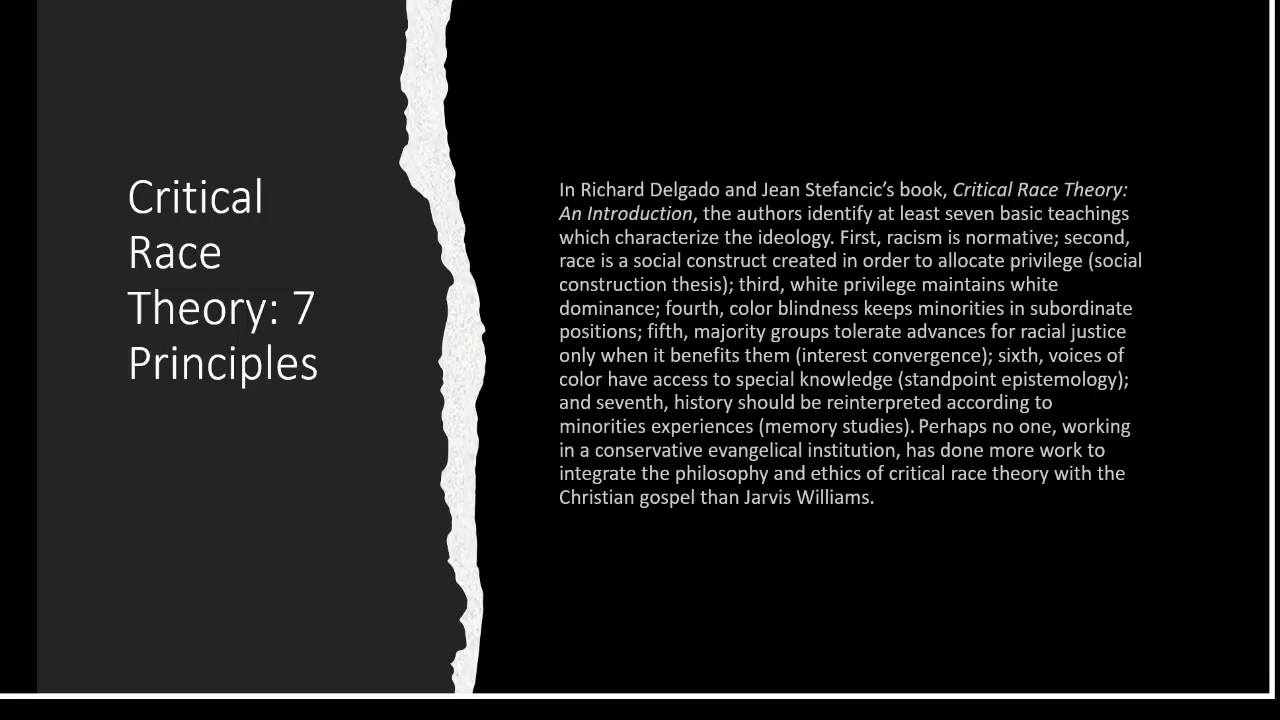 Critical
Race
Theory: 7
Principles
In Richard Delgado and Jean Stefancic’s book, Critical Race Theory:
An Introduction, the authors identify at least seven basic teachings
which characterize the ideology. First, racism is normative; second,
race is a social construct created in order to allocate privilege (social
construction thesis); third, white privilege maintains white
dominance; fourth, color blindness keeps minorities in subordinate
positions; fifth, majority groups tolerate advances for racial justice
only when it benefits them (interest convergence); sixth, voices of
color have access to special knowledge (standpoint epistemology);
and seventh, history should be reinterpreted according to
minorities experiences (memory studies). Perhaps no one, working
in a conservative evangelical institution, has done more work to
integrate the philosophy and ethics of critical race theory with the
Christian gospel than Jarvis Williams.